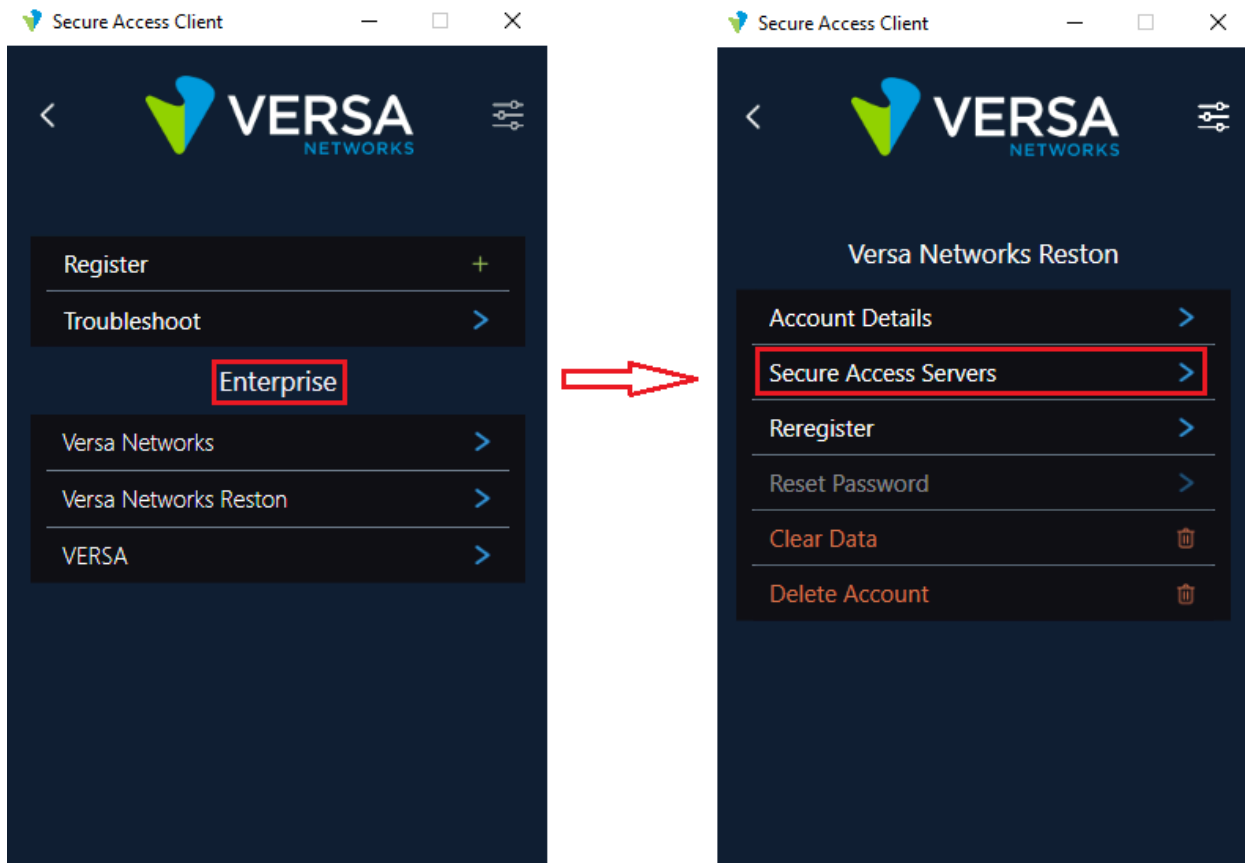 Secure Access Client
VERSA
NETWORKS
Register
Troubleshoot
Enterprise
Versa Networks
Versa Networks Reston
VERSA
Secure Access Client
VERSA
NETWORKS
Versa Networks Reston
Account Details
Secure Access Servers
Reregister
Reset Password
Clear Data
Delete Account